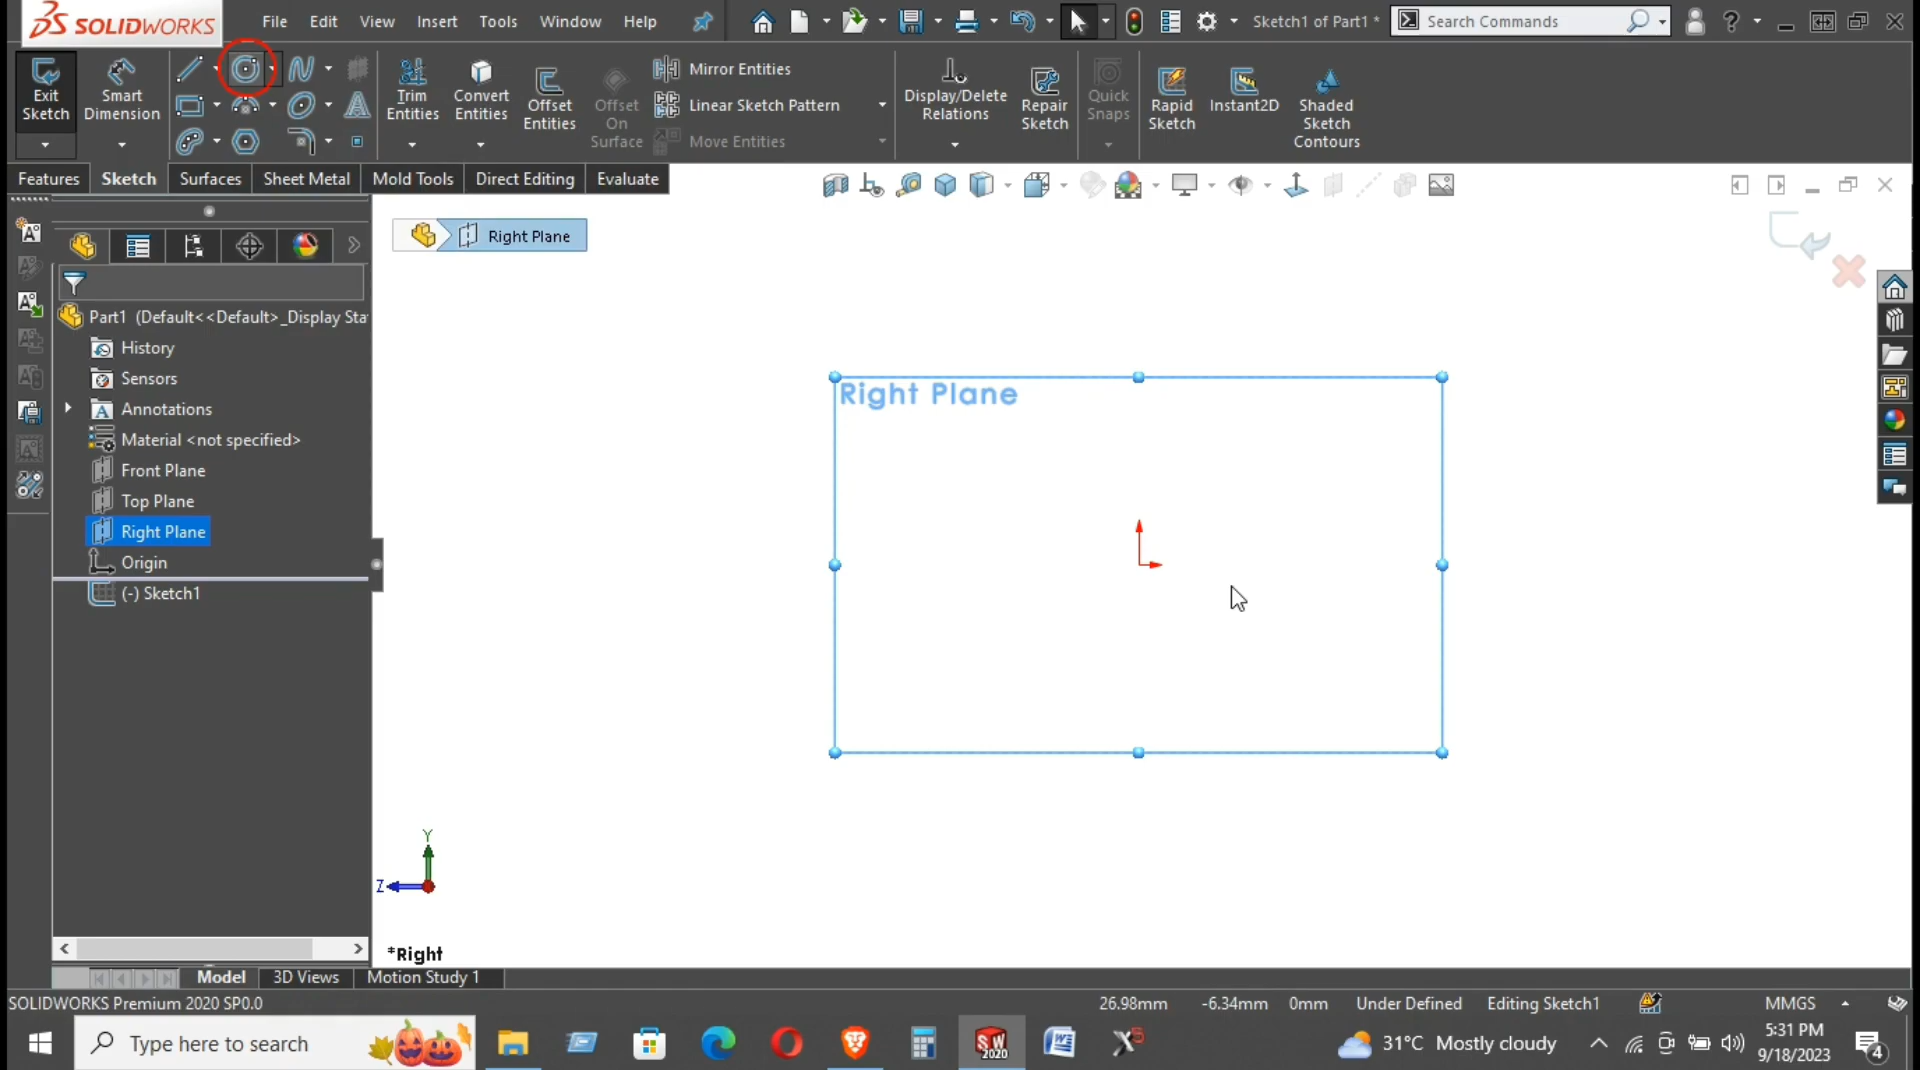 SOLIDWORKS File Edit View Insert Tools Window Help Sketch1 of Part1 * Search Commands ?
Exit Sketch Smart Dimension Trim Entities Convert Entities Offset Entities Offset On Surface Mirror Entities Display/Delete Relations Repair Sketch Quick Snaps Rapid Sketch Instant2D Shaded Sketch Contours
Linear Sketch Pattern
Move Entities
Features Sketch Surfaces Sheet Metal Mold Tools Direct Editing Evaluate
Right Plane
Part1 (Default<<Default>_Display Sta
History
Sensors
Right Plane
Annotations
Material <not specified>
Front Plane
Top Plane
Right Plane
Origin
(-) Sketch1
Y
Z
*Right
Model 3D Views Motion Study 1
SOLIDWORKS Premium 2020 SP0.0 26.98mm -6.34mm 0mm Under Defined Editing Sketch1 MMGS
Type here to search SW 2020 31°C Mostly cloudy 5:31 PM
9/18/2023 4